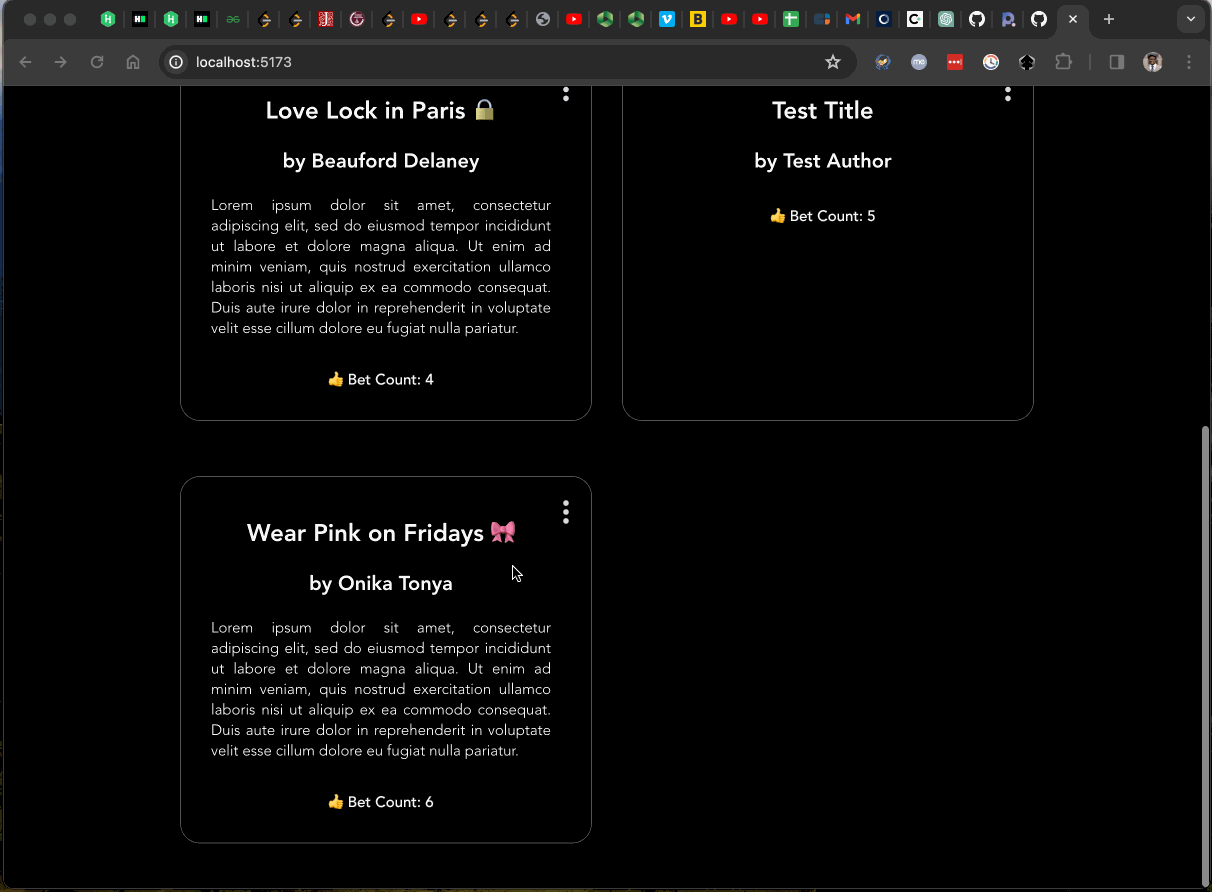 localhost:5173
Love Lock in Paris 🔒
by Beauford Delaney
Lorem ipsum dolor sit amet, consectetur
adipiscing elit, sed do eiusmod tempor incididunt
ut labore et dolore magna aliqua. Ut enim ad
minim veniam, quis nostrud exercitation ullamco
laboris nisi ut aliquip ex ea commodo consequat.
Duis aute irure dolor in reprehenderit in voluptate
velit esse cillum dolore eu fugiat nulla pariatur.
👍 Bet Count: 4
Test Title
by Test Author
👍 Bet Count: 5
Wear Pink on Fridays 🎀
by Onika Tonya
Lorem ipsum dolor sit amet, consectetur
adipiscing elit, sed do eiusmod tempor incididunt
ut labore et dolore magna aliqua. Ut enim ad
minim veniam, quis nostrud exercitation ullamco
laboris nisi ut aliquip ex ea commodo consequat.
Duis aute irure dolor in reprehenderit in voluptate
velit esse cillum dolore eu fugiat nulla pariatur.
👍 Bet Count: 6